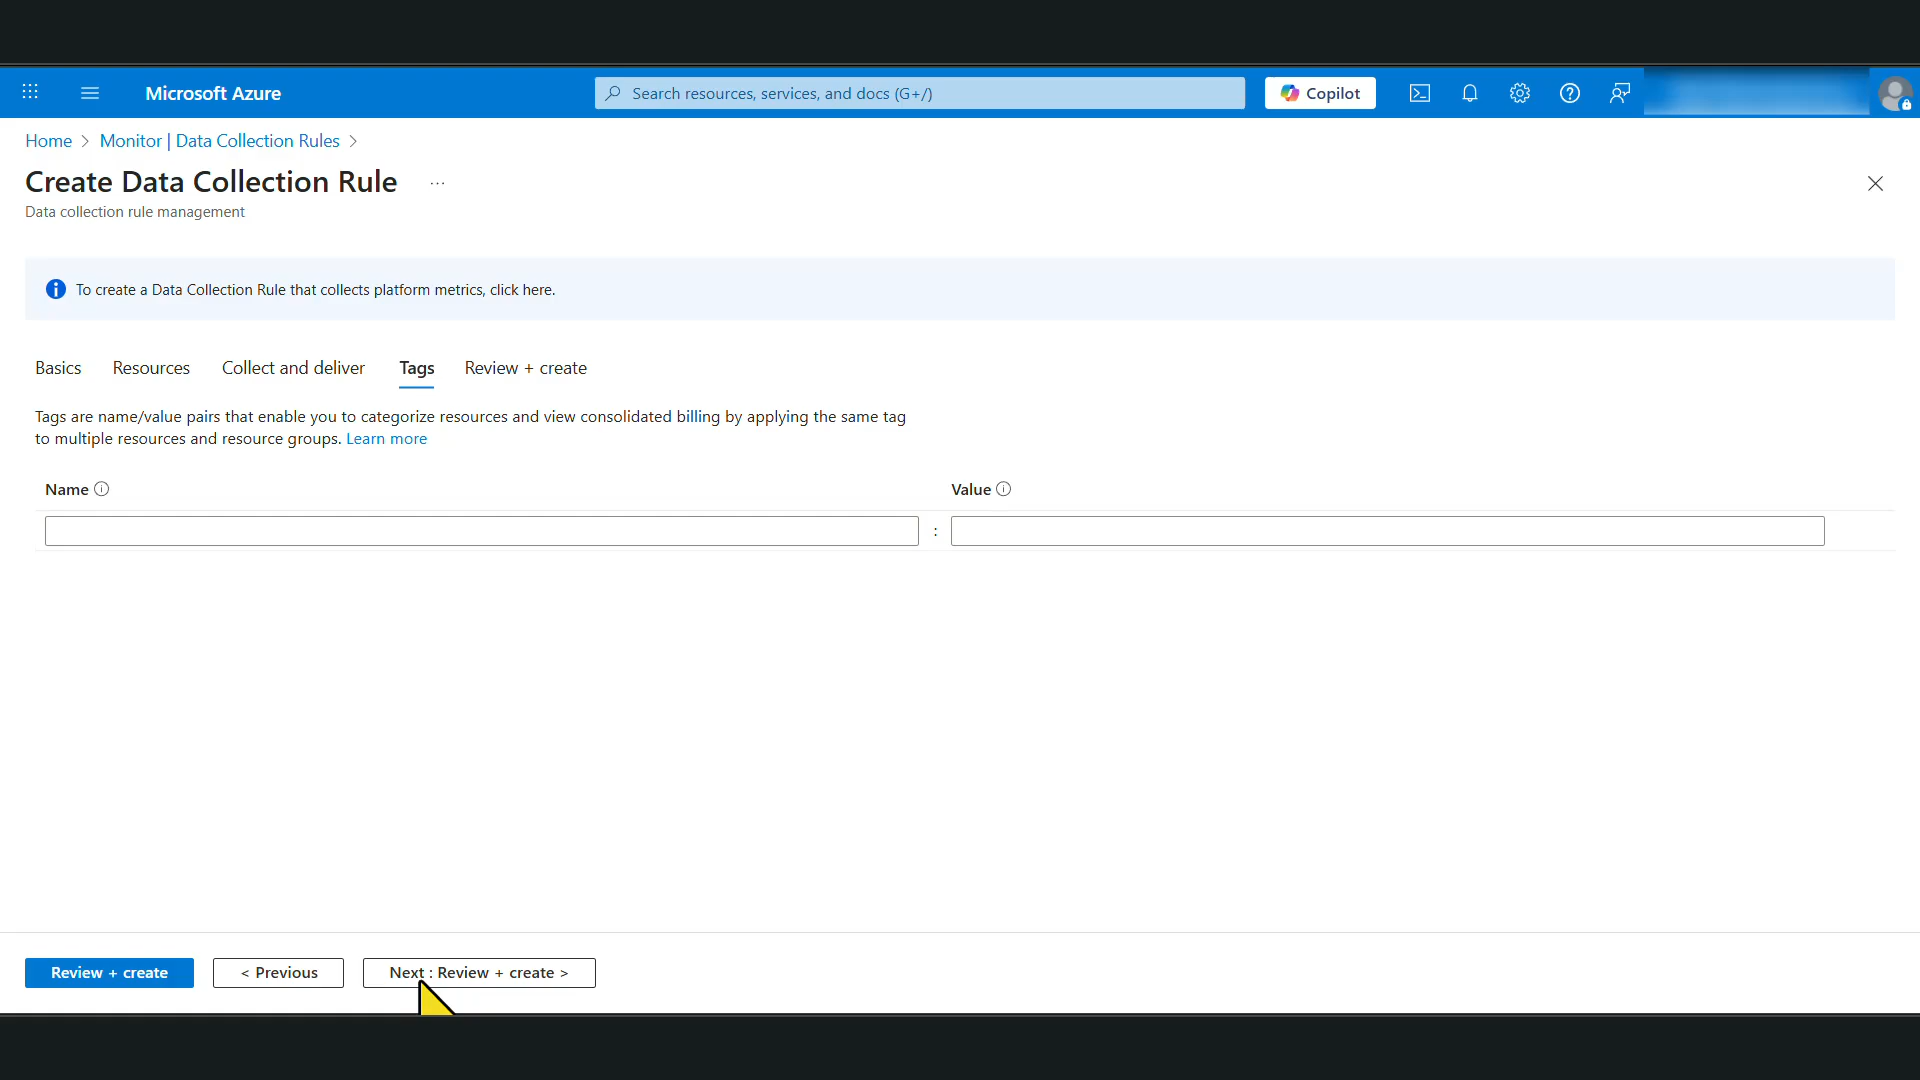 Microsoft Azure
Search resources, services, and docs (G+/)
Copilot
Home > Monitor | Data Collection Rules >
Create Data Collection Rule ...
Data collection rule management
To create a Data Collection Rule that collects platform metrics, click here.
Basics Resources Collect and deliver Tags Review + create
Tags are name/value pairs that enable you to categorize resources and view consolidated billing by applying the same tag
to multiple resources and resource groups. Learn more
Name Value
:
Review + create < Previous Next : Review + create >